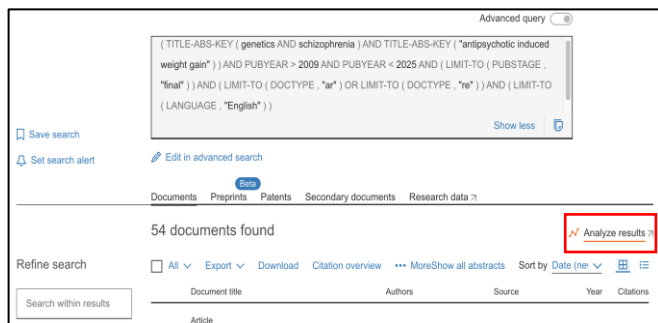 Advanced query
( TITLE-ABS-KEY ( genetics AND schizophrenia ) AND TITLE-ABS-KEY ( "antipsychotic induced
weight gain" ) ) AND PUBYEAR > 2009 AND PUBYEAR < 2025 AND ( LIMIT-TO ( PUBSTAGE ,
"final" ) ) AND ( LIMIT-TO ( DOCTYPE , "ar" ) OR LIMIT-TO ( DOCTYPE , "re" ) ) AND ( LIMIT-TO
( LANGUAGE , "English" ) )
Show less
Save search
Set search alert
Edit in advanced search
Beta
Documents Preprints Patents Secondary documents Research data
54 documents found
Analyze results
Refine search
All Export Download Citation overview ••• MoreShow all abstracts Sort by Date (ne
Search within results
Document title Authors Source Year Citations
Article